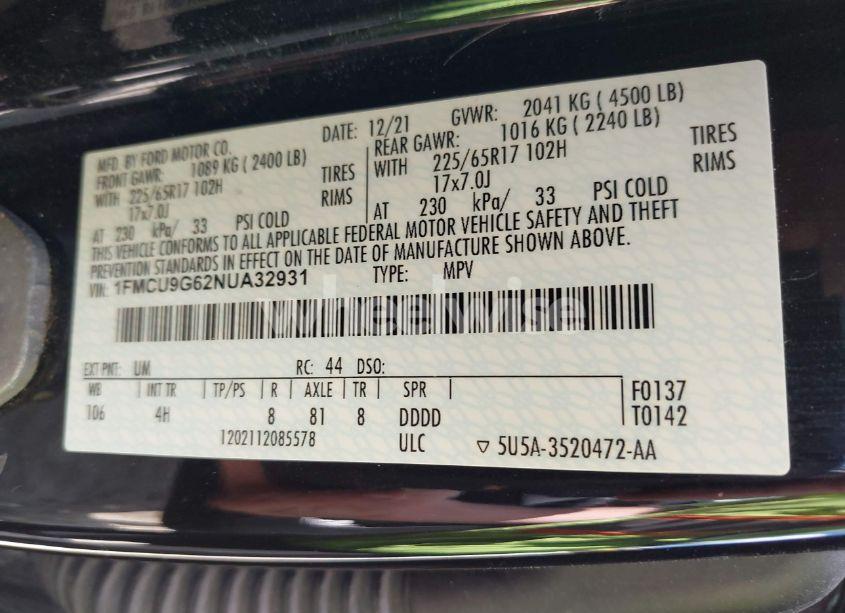 MFD. BY FORD MOTOR CO.
DATE: 12/21
GVWR: 2041 KG ( 4500 LB)
FRONT GAWR: 1089 KG ( 2400 LB)
REAR GAWR: 1016 KG ( 2240 LB)
WITH 225/65R17 102H TIRES
WITH 225/65R17 102H TIRES
17x7.0J RIMS
17x7.0J RIMS
AT 230 kPa/ 33 PSI COLD
AT 230 kPa/ 33 PSI COLD
THIS VEHICLE CONFORMS TO ALL APPLICABLE FEDERAL MOTOR VEHICLE SAFETY AND THEFT
PREVENTION STANDARDS IN EFFECT ON THE DATE OF MANUFACTURE SHOWN ABOVE.
VIN: 1FMCU9G62NUA32931 TYPE: MPV
wheelwise
EXT PNT: UM RC: 44 DSO:
WB INT TR TP/PS R AXLE TR SPR F0137
106 4H 8 81 8 DDDD T0142
1202112085578 ULC ▽ 5U5A-3520472-AA